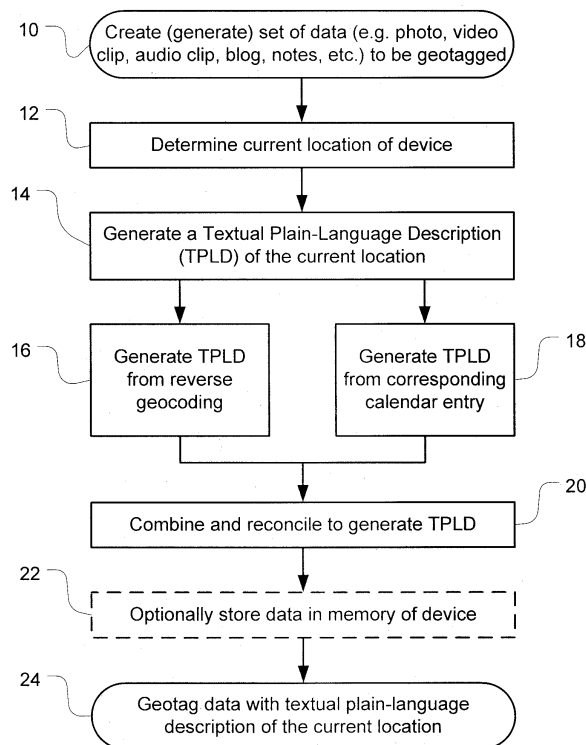 10
Create (generate) set of data (e.g. photo, video
clip, audio clip, blog, notes, etc.) to be geotagged
12
Determine current location of device
14
Generate a Textual Plain-Language Description
(TPLD) of the current location
16
Generate TPLD
from reverse
geocoding
18
Generate TPLD
from corresponding
calendar entry
20
Combine and reconcile to generate TPLD
22
Optionally store data in memory of device
24
Geotag data with textual plain-language
description of the current location